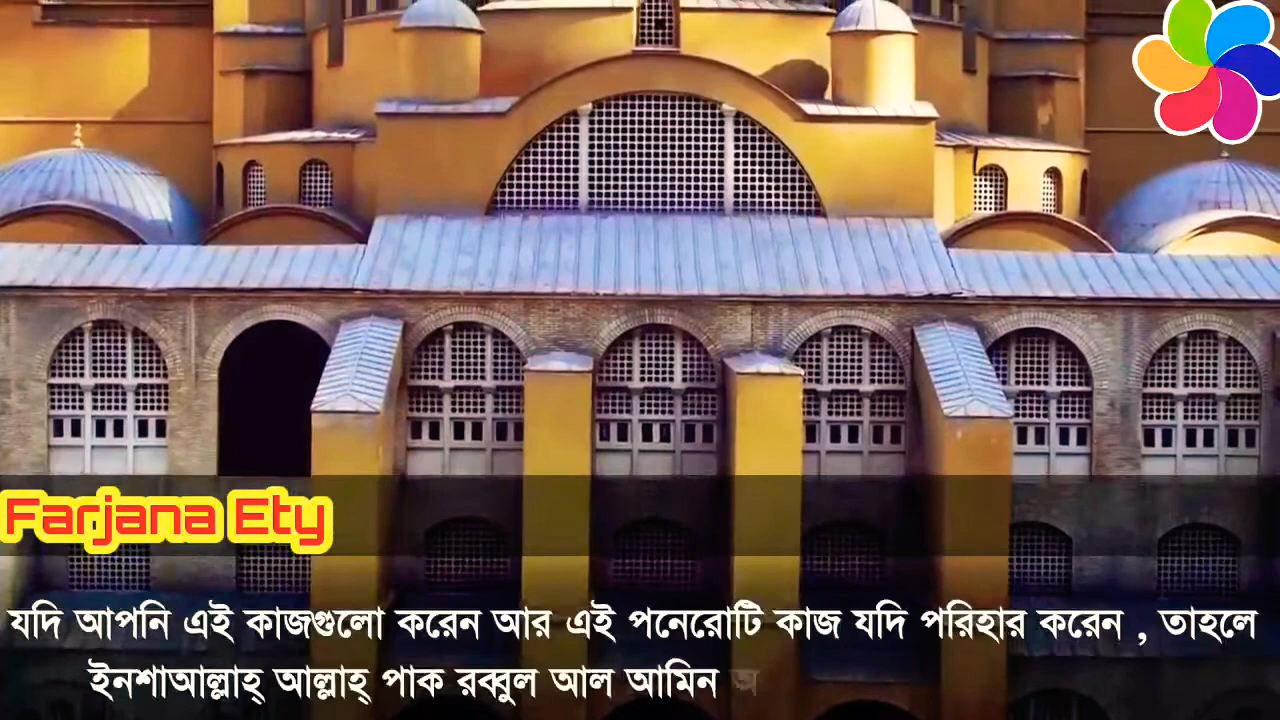 Farjana Ety
যদি আপনি এই কাজগুলো করেন আর এই পনেরোটি কাজ যদি পরিহার করেন , তাহলে
ইনশাআল্লাহ্ আল্লাহ্ পাক রব্বুল আল আমিন অ